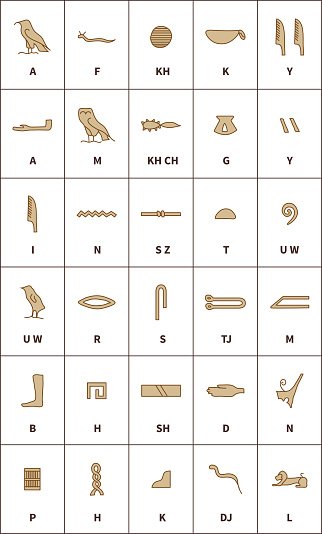 A F KH K Y
A M KH CH G Y
I N S Z T U W
U W R S TJ M
B H SH D N
P H K DJ L